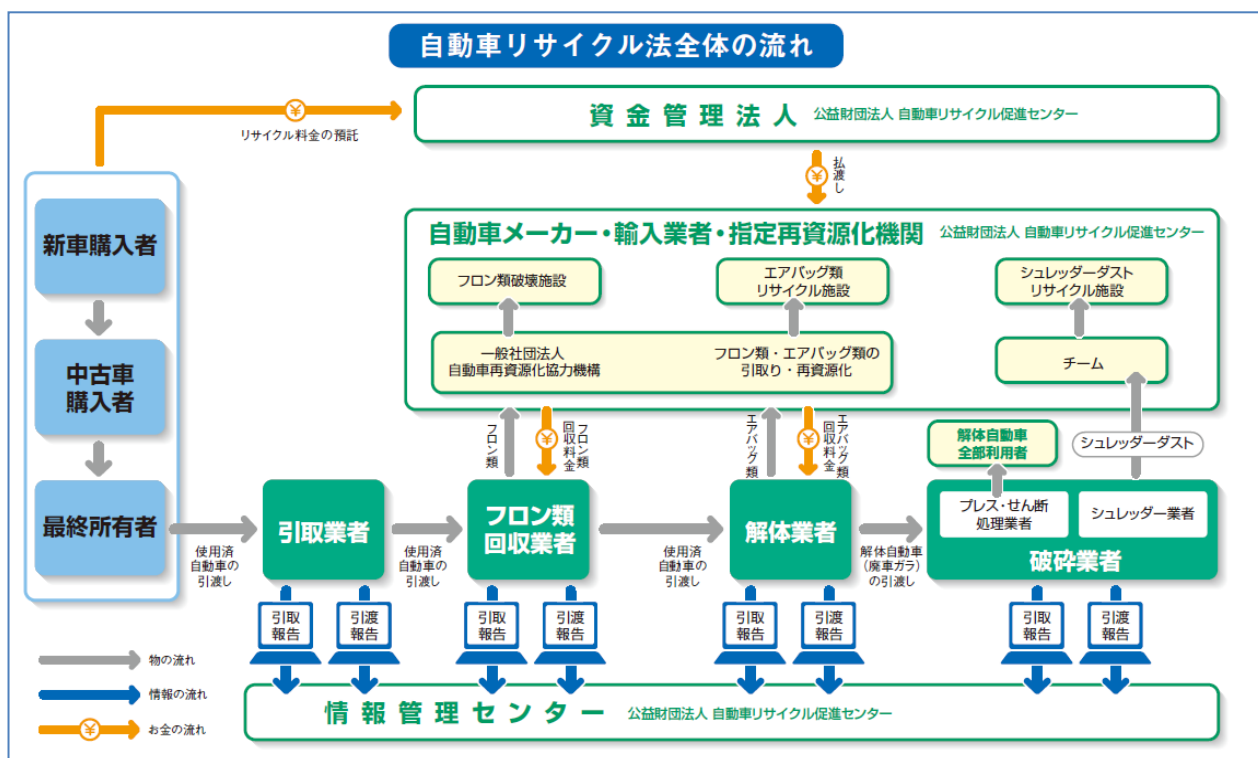 自動車リサイクル法全体の流れ
資金管理法人 公益財団法人 自動車リサイクル促進センター
リサイクル料金の預託
払渡し
自動車メーカー・輸入業者・指定再資源化機関 公益財団法人 自動車リサイクル促進センター
新車購入者
中古車
購入者
最終所有者
フロン類破壊施設
エアバッグ類
リサイクル施設
シュレッダーダスト
リサイクル施設
一般社団法人
自動車再資源化協力機構
フロン類・エアバッグ類の
引取り・再資源化
チーム
フロン類
フロン類
回収料金
エアバッグ類
エアバッグ類
回収料金
解体自動車
全部利用者
シュレッダーダスト
引取業者
フロン類
回収業者
解体業者
プレス・せん断
処理業者
シュレッダー業者
破砕業者
使用済
自動車の
引渡し
使用済
自動車の
引渡し
使用済
自動車の
引渡し
解体自動車
(廃車ガラ)
の引渡し
引取
報告
引渡
報告
引取
報告
引渡
報告
引取
報告
引渡
報告
引取
報告
引渡
報告
物の流れ
情報の流れ
¥ お金の流れ
情報管理センター 公益財団法人 自動車リサイクル促進センター